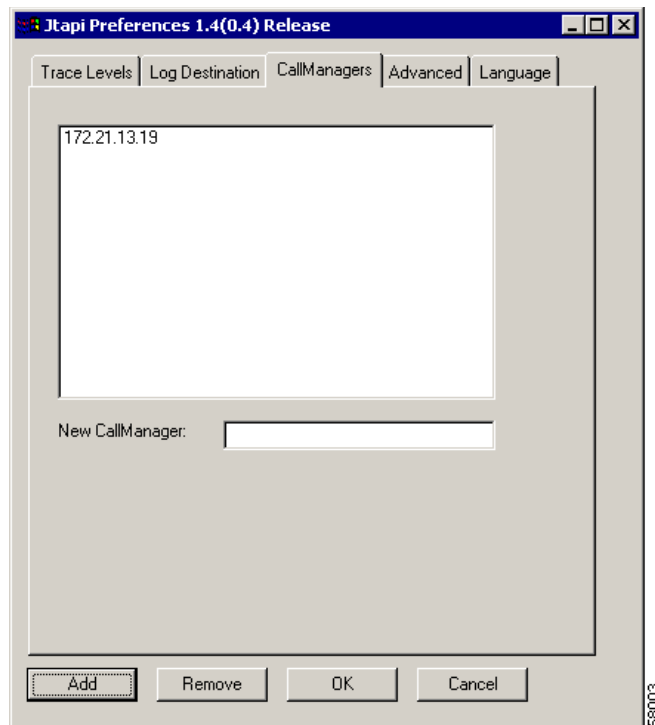 Jtapi Preferences 1.4(0.4) Release
Trace Levels Log Destination CallManagers Advanced Language
172.21.13.19
New CallManager:
Add Remove OK Cancel
58003